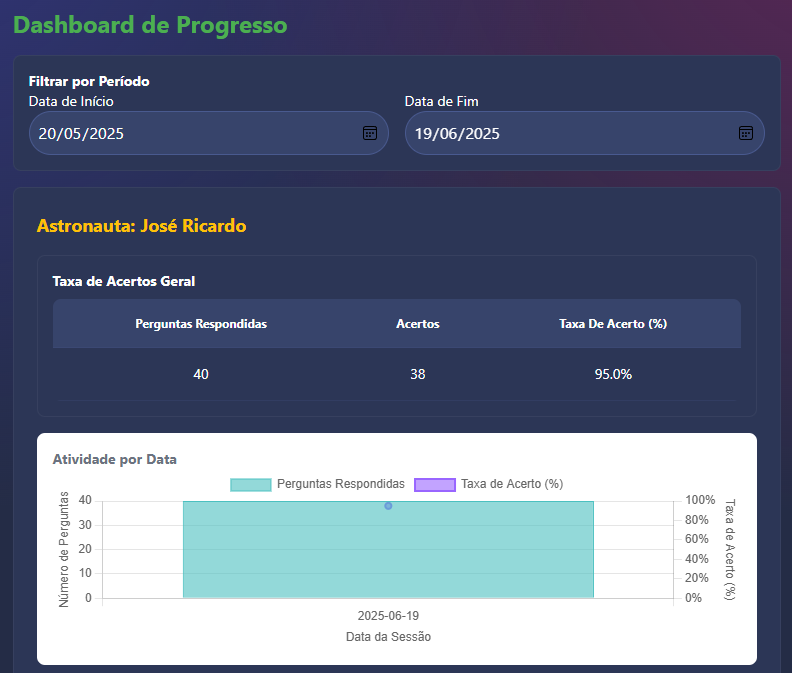 Dashboard de Progresso
Filtrar por Período
Data de Início
Data de Fim
20/05/2025
19/06/2025
Astronauta: José Ricardo
Taxa de Acertos Geral
Perguntas Respondidas Acertos Taxa De Acerto (%)
40 38 95.0%
Atividade por Data
Perguntas Respondidas Taxa de Acerto (%)
Número de Perguntas
40
30
20
10
0
100%
80%
60%
40%
20%
0%
Taxa de Acerto (%)
2025-06-19
Data da Sessão